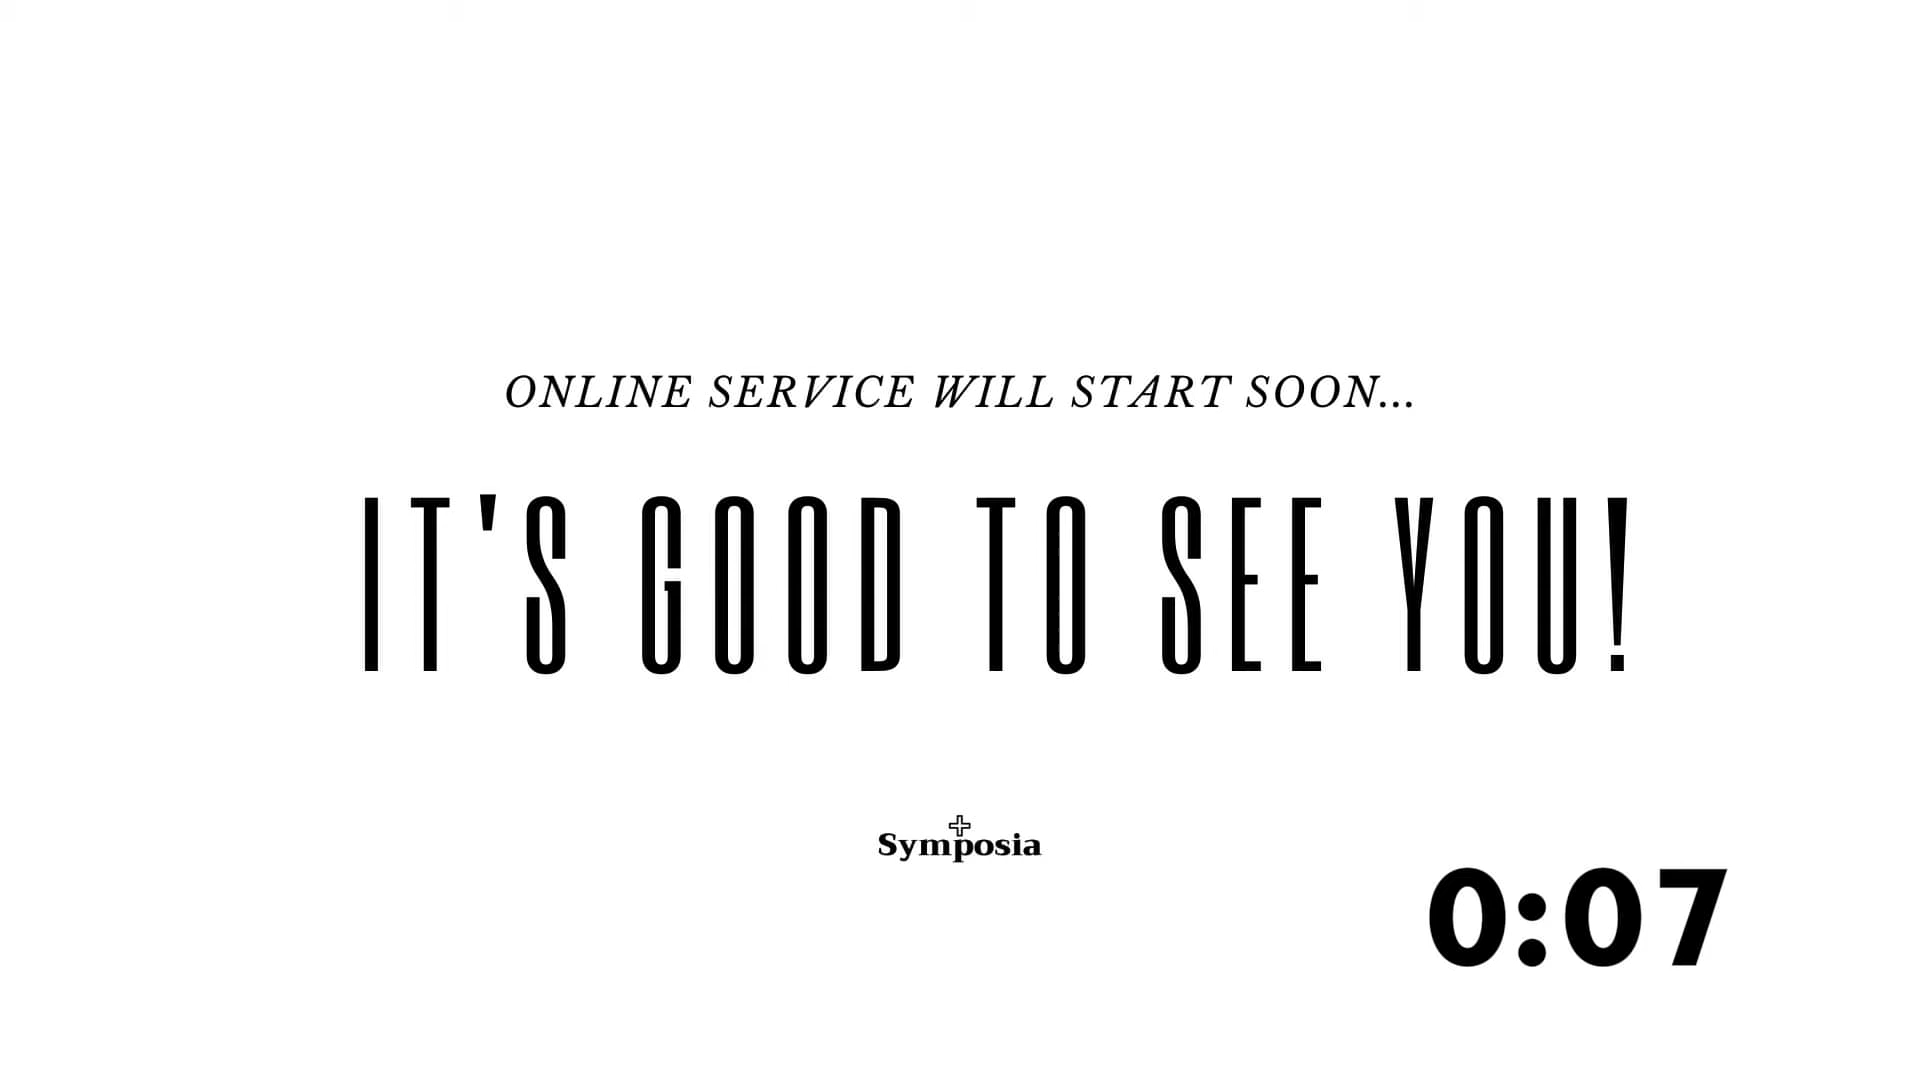 ONLINE SERVICE WILL START SOON...
IT'S GOOD TO SEE YOU!
Symposia
0:07